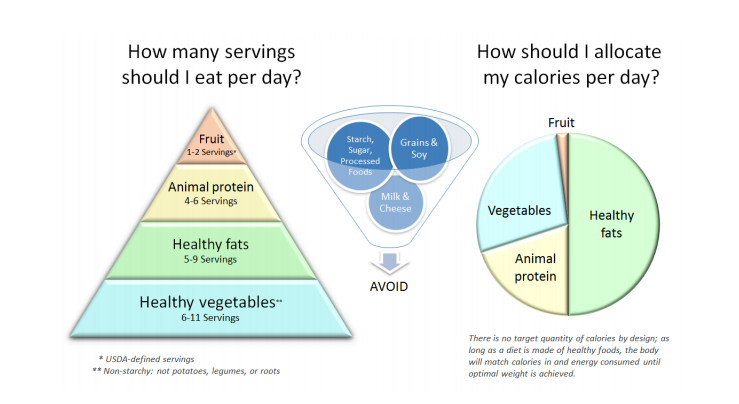 How many servings
should I eat per day?
Fruit
1-2 Servings*
Animal protein
4-6 Servings
Healthy fats
5-9 Servings
Healthy vegetables**
6-11 Servings
* USDA-defined servings
** Non-starchy: not potatoes, legumes, or roots
Starch,
Sugar,
Processed
Foods
Grains &
Soy
Milk &
Cheese
AVOID
How should I allocate
my calories per day?
Fruit
Vegetables
Healthy
fats
Animal
protein
There is no target quantity of calories by design; as
long as a diet is made of healthy foods, the body
will match calories in and energy consumed until
optimal weight is achieved.